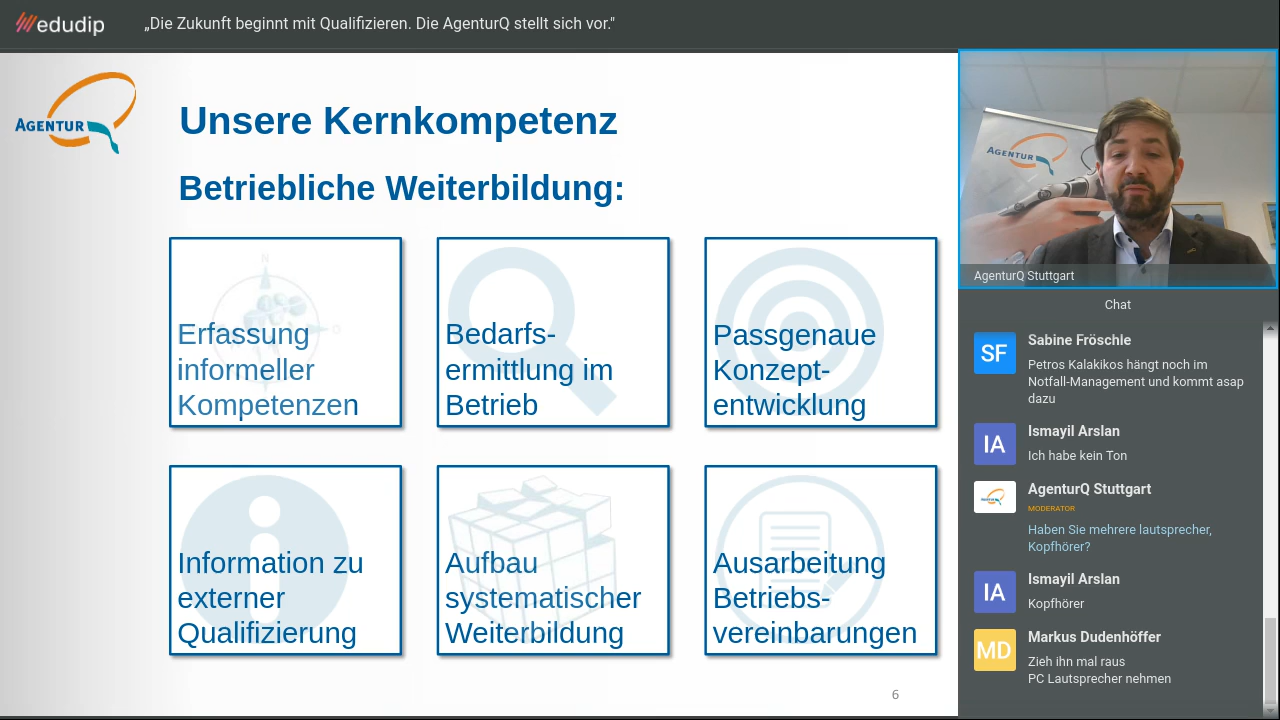 edudip
„Die Zukunft beginnt mit Qualifizieren. Die AgenturQ stellt sich vor."
AGENTUR
Unsere Kernkompetenz
Betriebliche Weiterbildung:
N
O
Erfassung
informeller
Kompetenzen
Bedarfs-
ermittlung im
Betrieb
Passgenaue
Konzept-
entwicklung
Information zu
externer
Qualifizierung
Aufbau
systematischer
Weiterbildung
Ausarbeitung
Betriebs-
vereinbarungen
6
AGENTUR
AgenturQ Stuttgart
Chat
SF
Sabine Fröschle
Petros Kalakikos hängt noch im
Notfall-Management und kommt asap
dazu
IA
Ismayil Arslan
Ich habe kein Ton
AGENTUR
AgenturQ Stuttgart
MODERATOR
Haben Sie mehrere lautsprecher,
Kopfhörer?
IA
Ismayil Arslan
Kopfhörer
MD
Markus Dudenhöffer
Zieh ihn mal raus
PC Lautsprecher nehmen